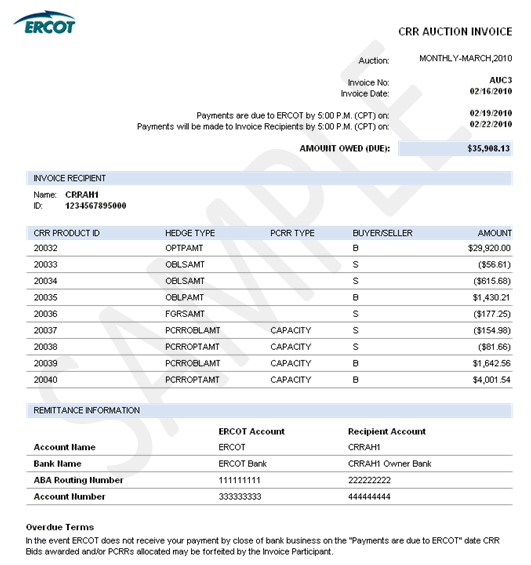 ERCOT
CRR AUCTION INVOICE
Auction: MONTHLY-MARCH,2010
Invoice No: AUC3
Invoice Date: 02/16/2010
Payments are due to ERCOT by 5:00 P.M. (CPT) on: 02/19/2010
Payments will be made to Invoice Recipients by 5:00 P.M. (CPT) on: 02/22/2010
AMOUNT OWED (DUE): $35,908.13
INVOICE RECIPIENT
Name: CRRAH1
ID: 1234567895000
CRR PRODUCT ID HEDGE TYPE PCRR TYPE BUYER/SELLER AMOUNT
20032 OPTPAMT B $29,920.00
20033 OBLSAMT S ($56.61)
20034 OBLSAMT S ($615.68)
20035 OBLPAMT B $1,430.21
20036 FGRSAMT S ($177.25)
20037 PCRROBLAMT CAPACITY S ($154.98)
20038 PCRROPTAMT CAPACITY S ($81.66)
20039 PCRROBLAMT CAPACITY B $1,642.56
20040 PCRROPTAMT CAPACITY B $4,001.54
REMITTANCE INFORMATION
ERCOT Account Recipient Account
Account Name ERCOT CRRAH1
Bank Name ERCOT Bank CRRAH1 Owner Bank
ABA Routing Number 111111111 222222222
Account Number 333333333 444444444
Overdue Terms
In the event ERCOT does not receive your payment by close of bank business on the "Payments are due to ERCOT" date CRR
Bids awarded and/or PCRRs allocated may be forfeited by the Invoice Participant.
SAMPLE